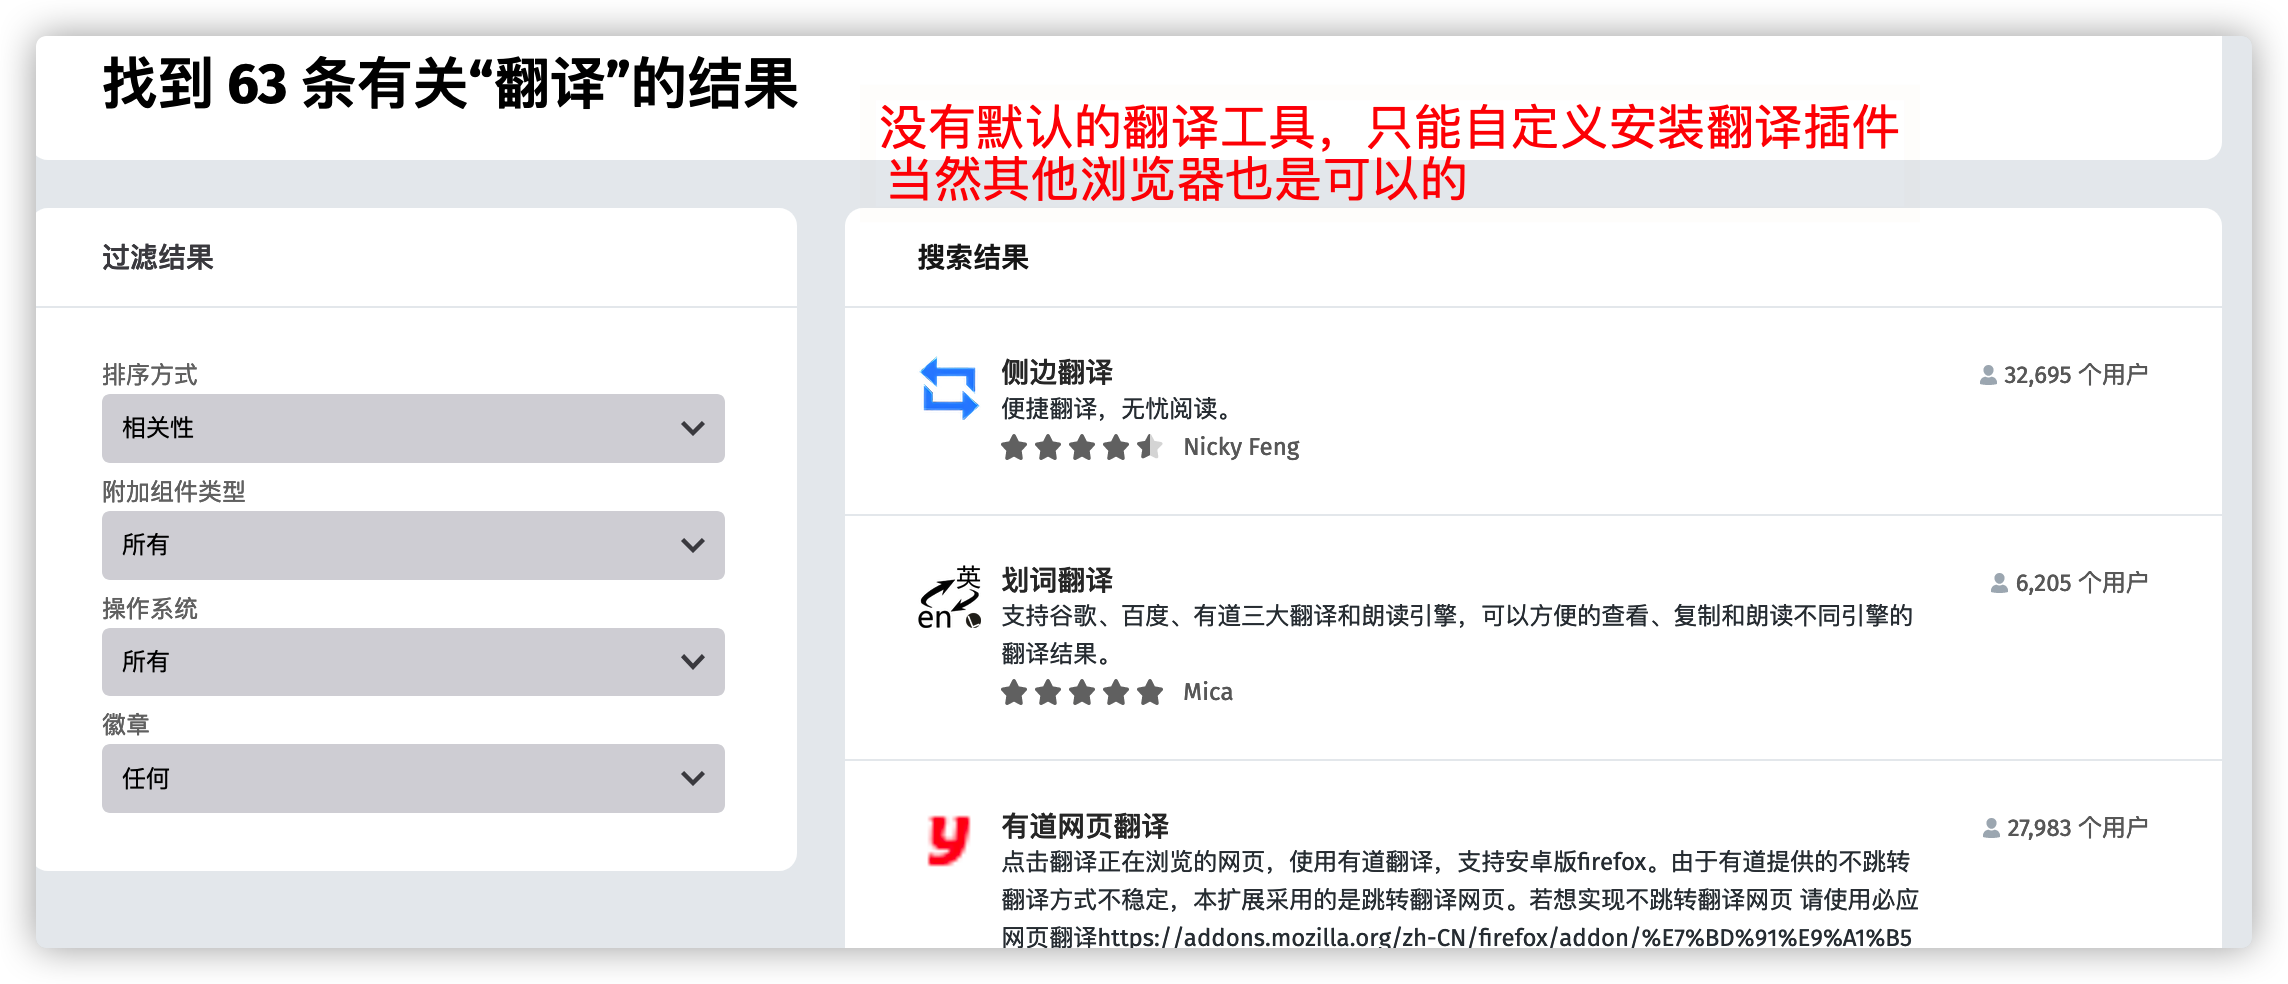 找到 63 条有关“翻译”的结果
没有默认的翻译工具，只能自定义安装翻译插件
当然其他浏览器也是可以的
过滤结果
排序方式
相关性
附加组件类型
所有
操作系统
所有
徽章
任何
搜索结果
侧边翻译
32,695 个用户
便捷翻译，无忧阅读。
Nicky Feng
英
en
划词翻译
6,205 个用户
支持谷歌、百度、有道三大翻译和朗读引擎，可以方便的查看、复制和朗读不同引擎的
翻译结果。
Mica
y
有道网页翻译
27,983 个用户
点击翻译正在浏览的网页，使用有道翻译，支持安卓版firefox。由于有道提供的不跳转
翻译方式不稳定，本扩展采用的是跳转翻译网页。若想实现不跳转翻译网页 请使用必应
网页翻译https://addons.mozilla.org/zh-CN/firefox/addon/%E7%BD%91%E9%A1%B5